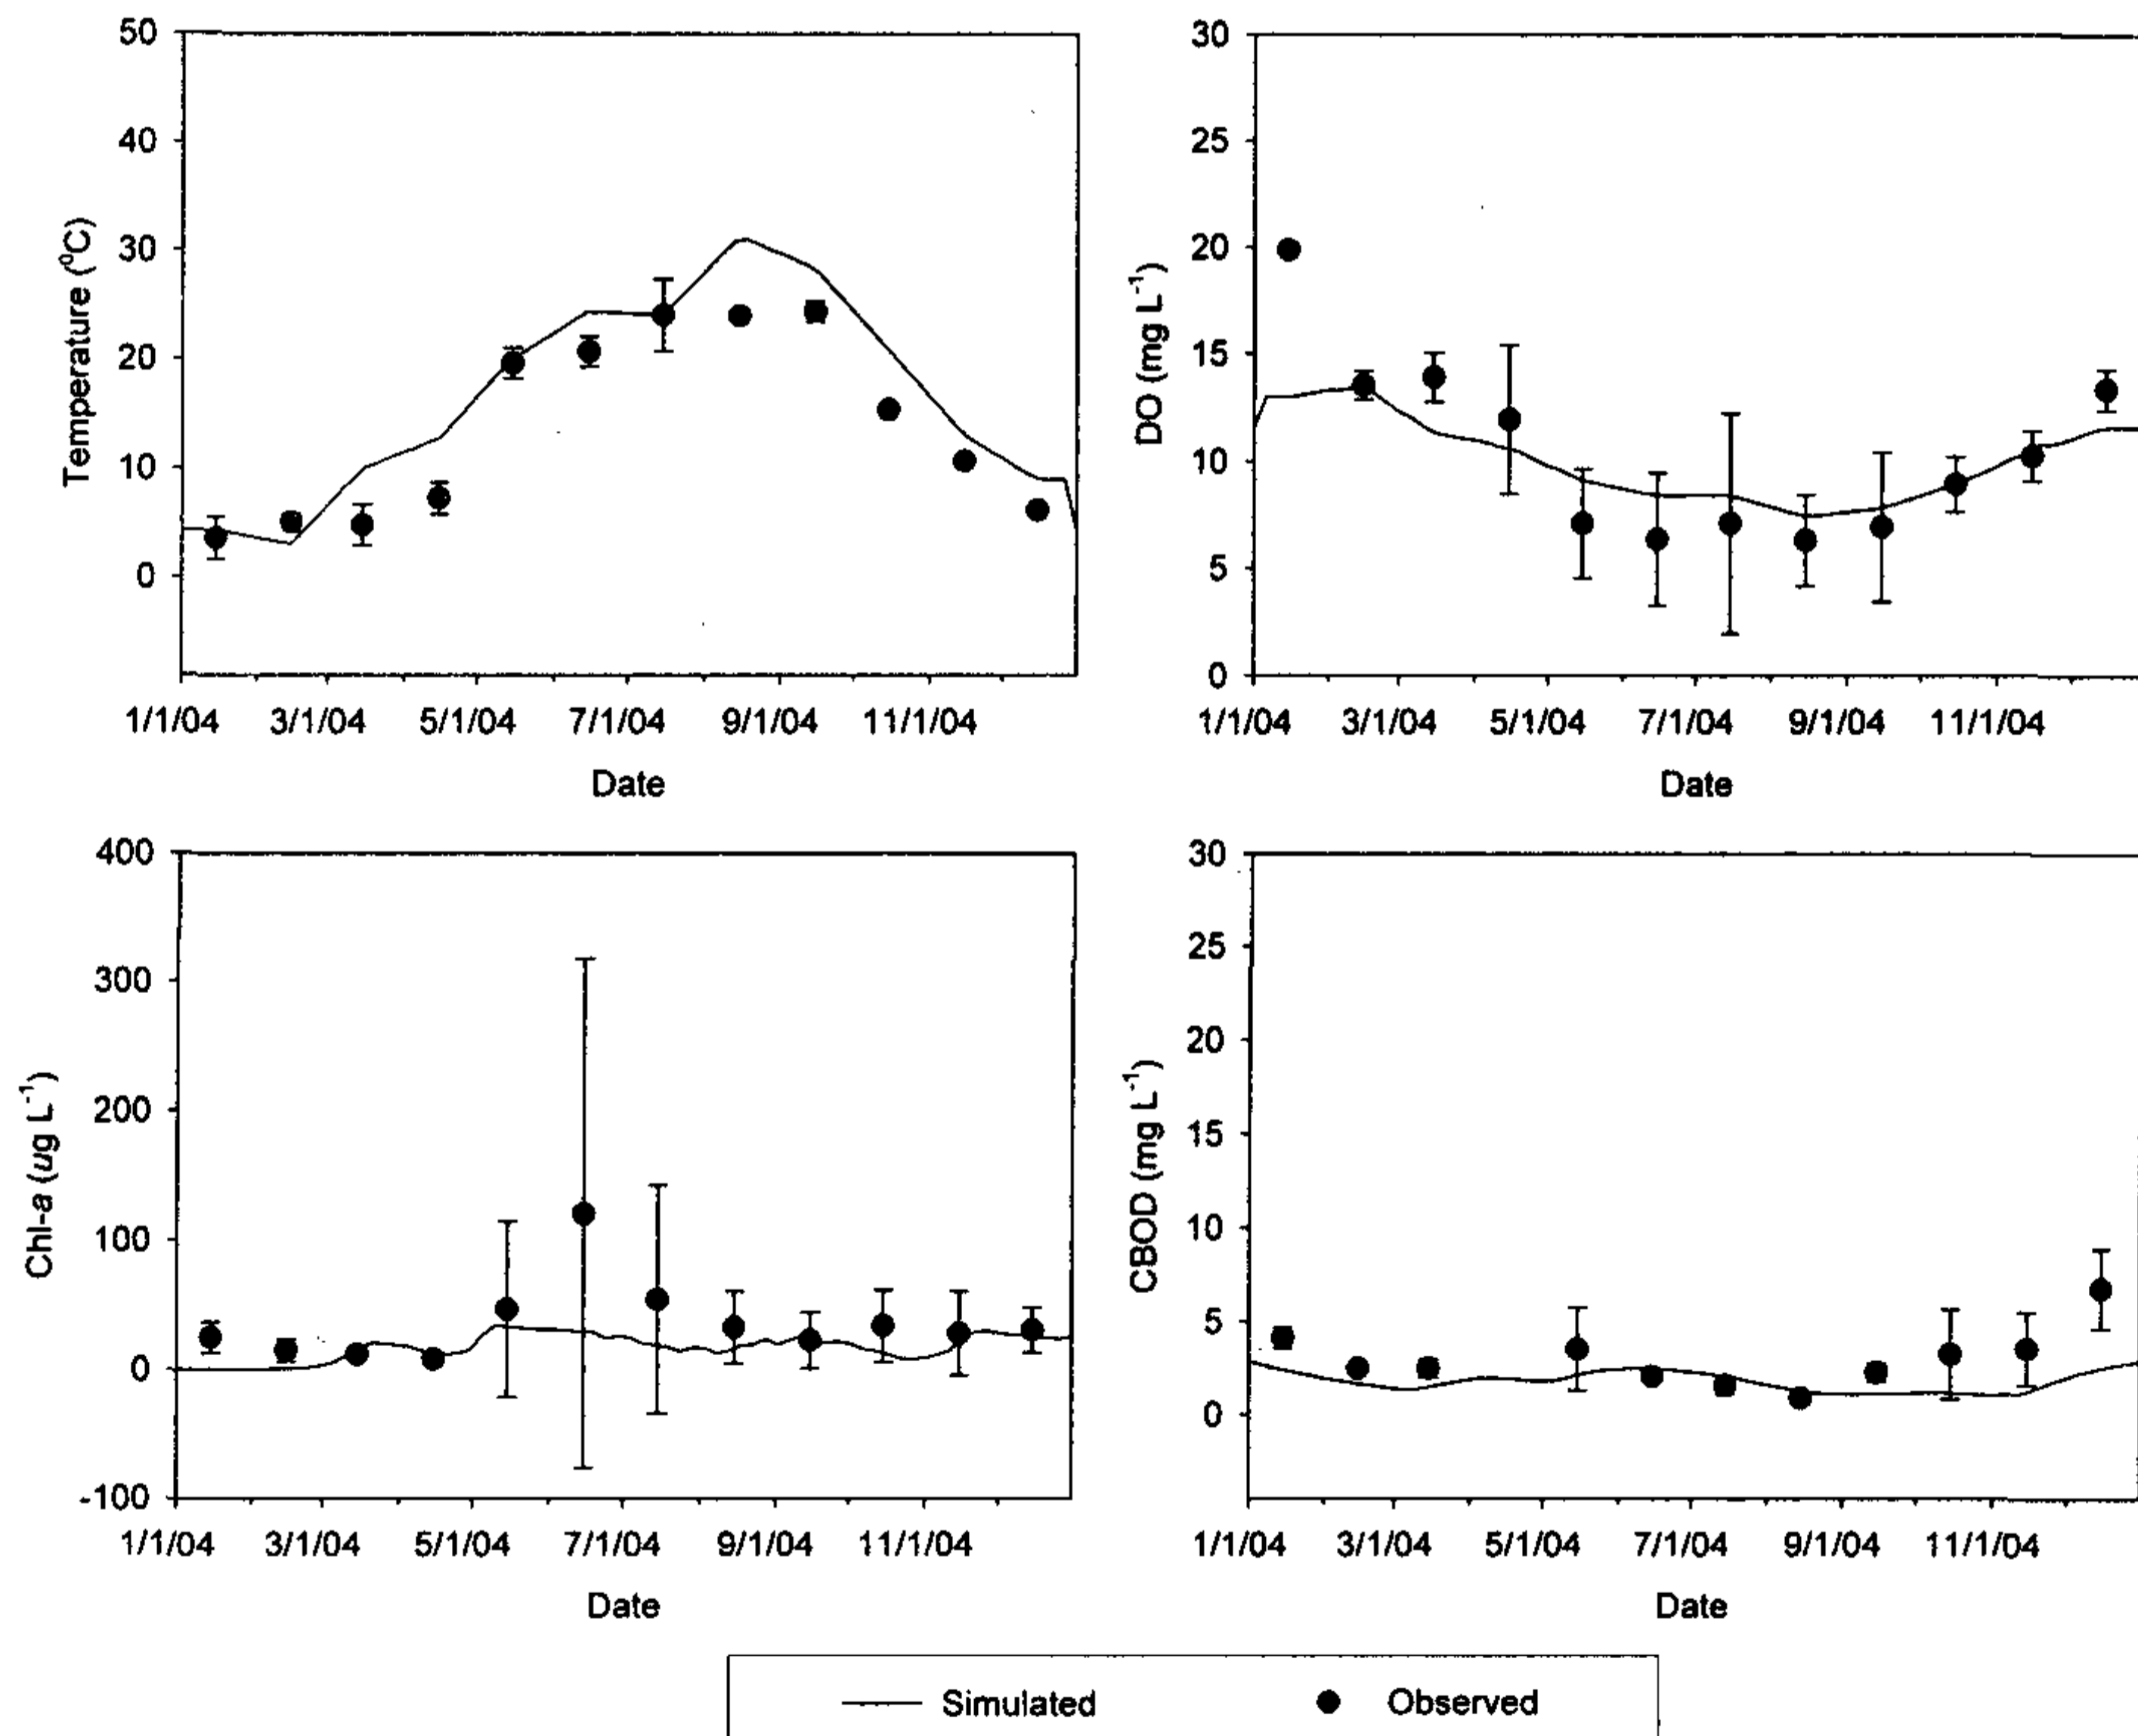 50
40
30
20
10
0
Temperature (⁰C)
1/1/04 3/1/04 5/1/04 7/1/04 9/1/04 11/1/04
Date
30
25
20
15
10
5
0
DO (mg L⁻¹)
1/1/04 3/1/04 5/1/04 7/1/04 9/1/04 11/1/04
Date
400
300
200
100
0
-100
Chl-a (ug L⁻¹)
1/1/04 3/1/04 5/1/04 7/1/04 9/1/04 11/1/04
Date
30
25
20
15
10
5
0
CBOD (mg L⁻¹)
1/1/04 3/1/04 5/1/04 7/1/04 9/1/04 11/1/04
Date
Simulated Observed